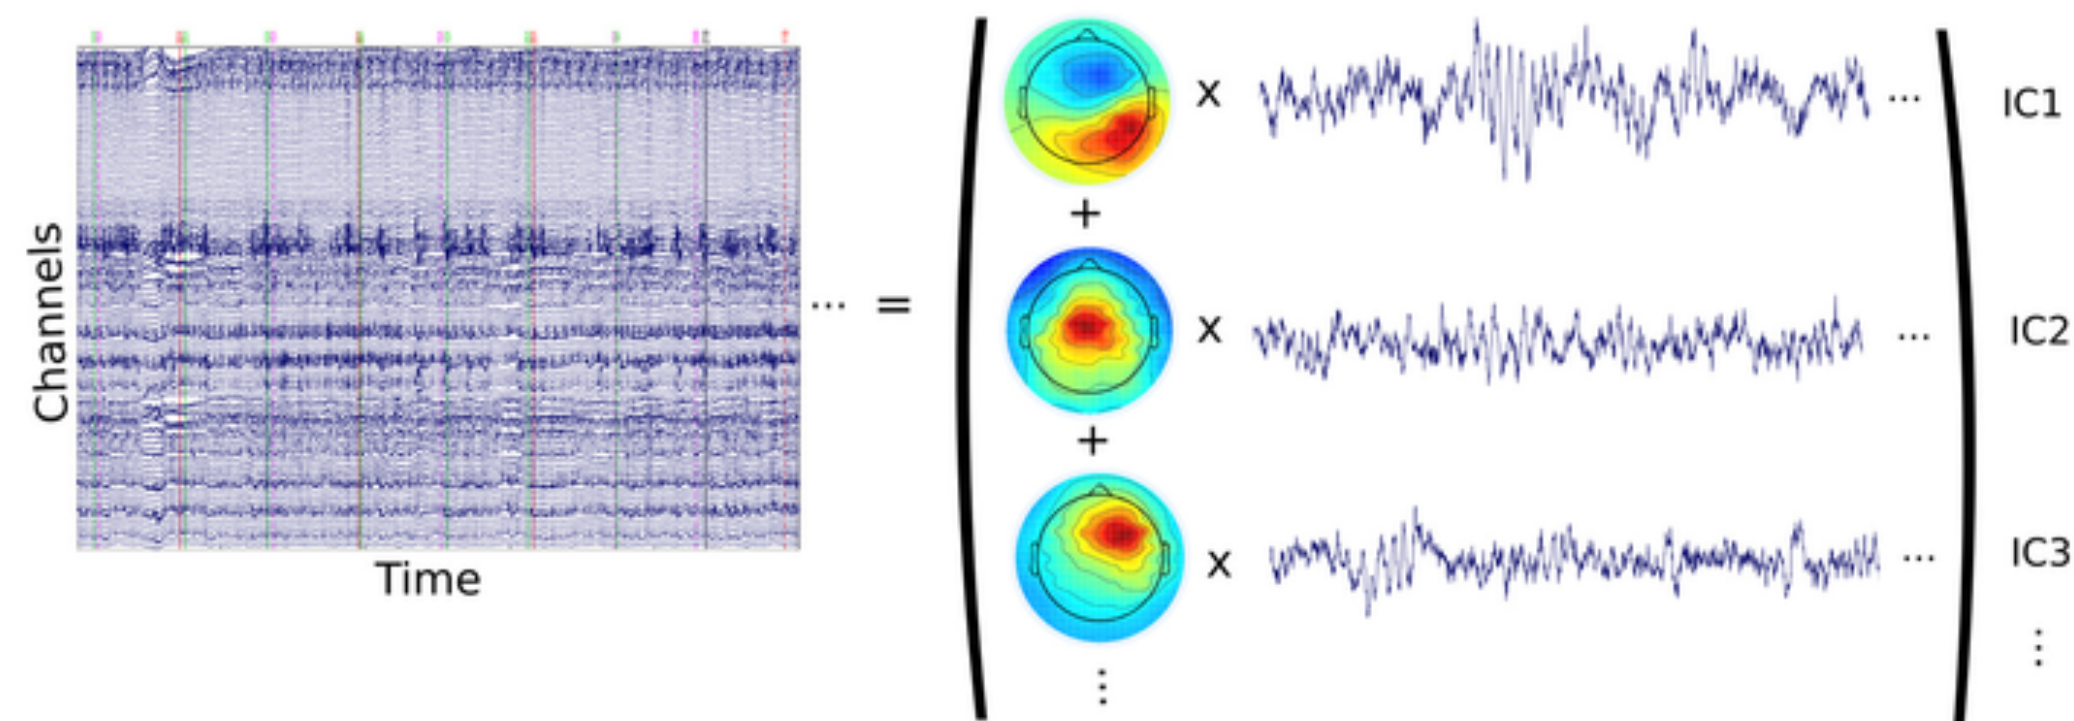 Channels
Time
... =
x ... IC1
+
x ... IC2
+
x ... IC3
⋮ ⋮